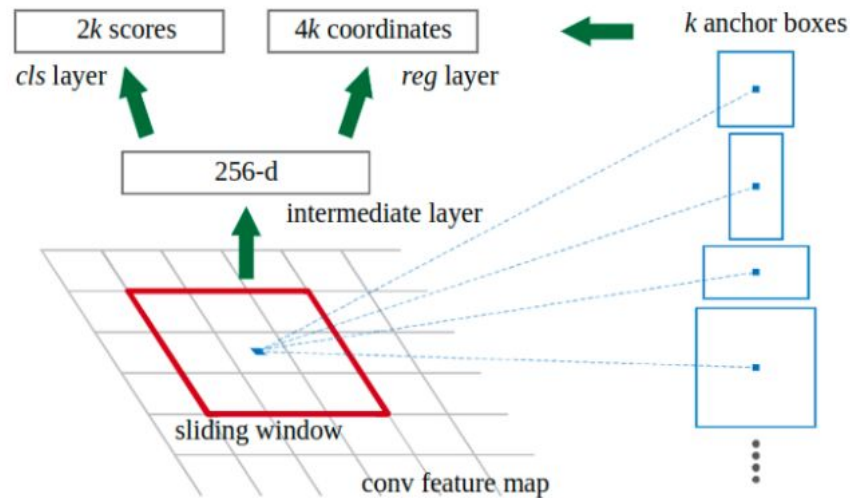 2k scores
4k coordinates
k anchor boxes
cls layer
reg layer
256-d
intermediate layer
sliding window
conv feature map